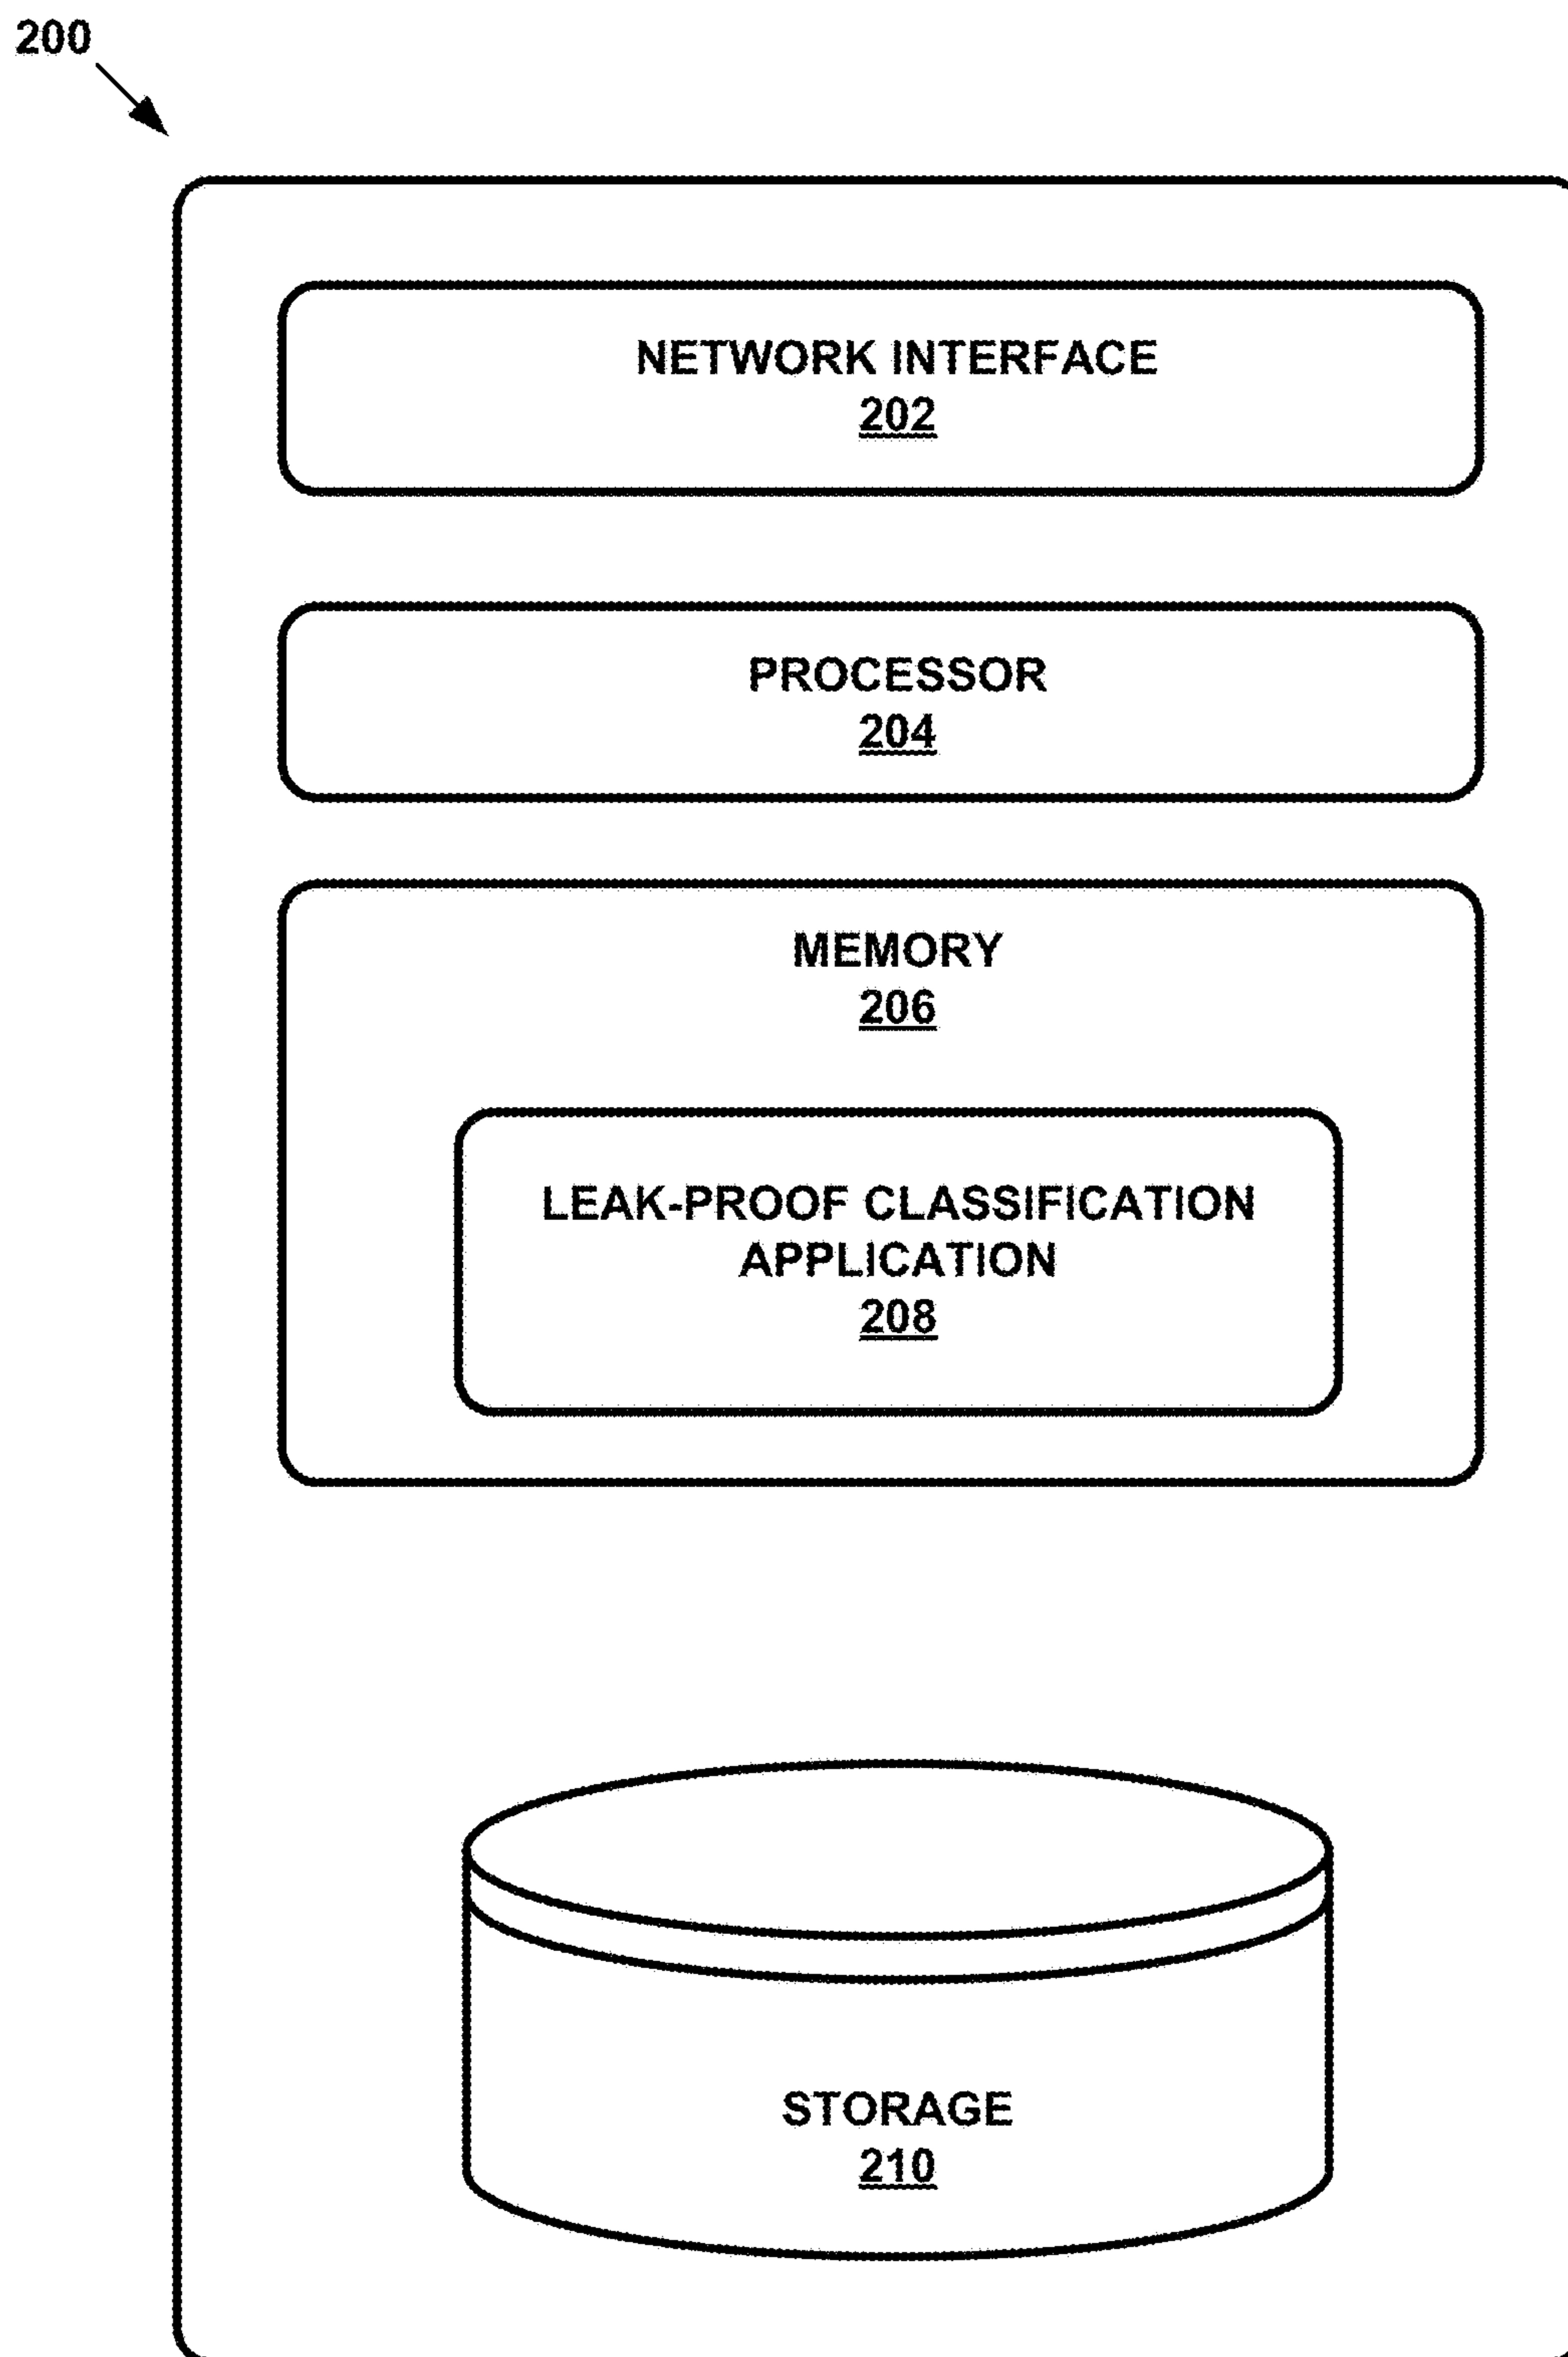 200
NETWORK INTERFACE
202
PROCESSOR
204
MEMORY
206
LEAK-PROOF CLASSIFICATION
APPLICATION
208
STORAGE
210